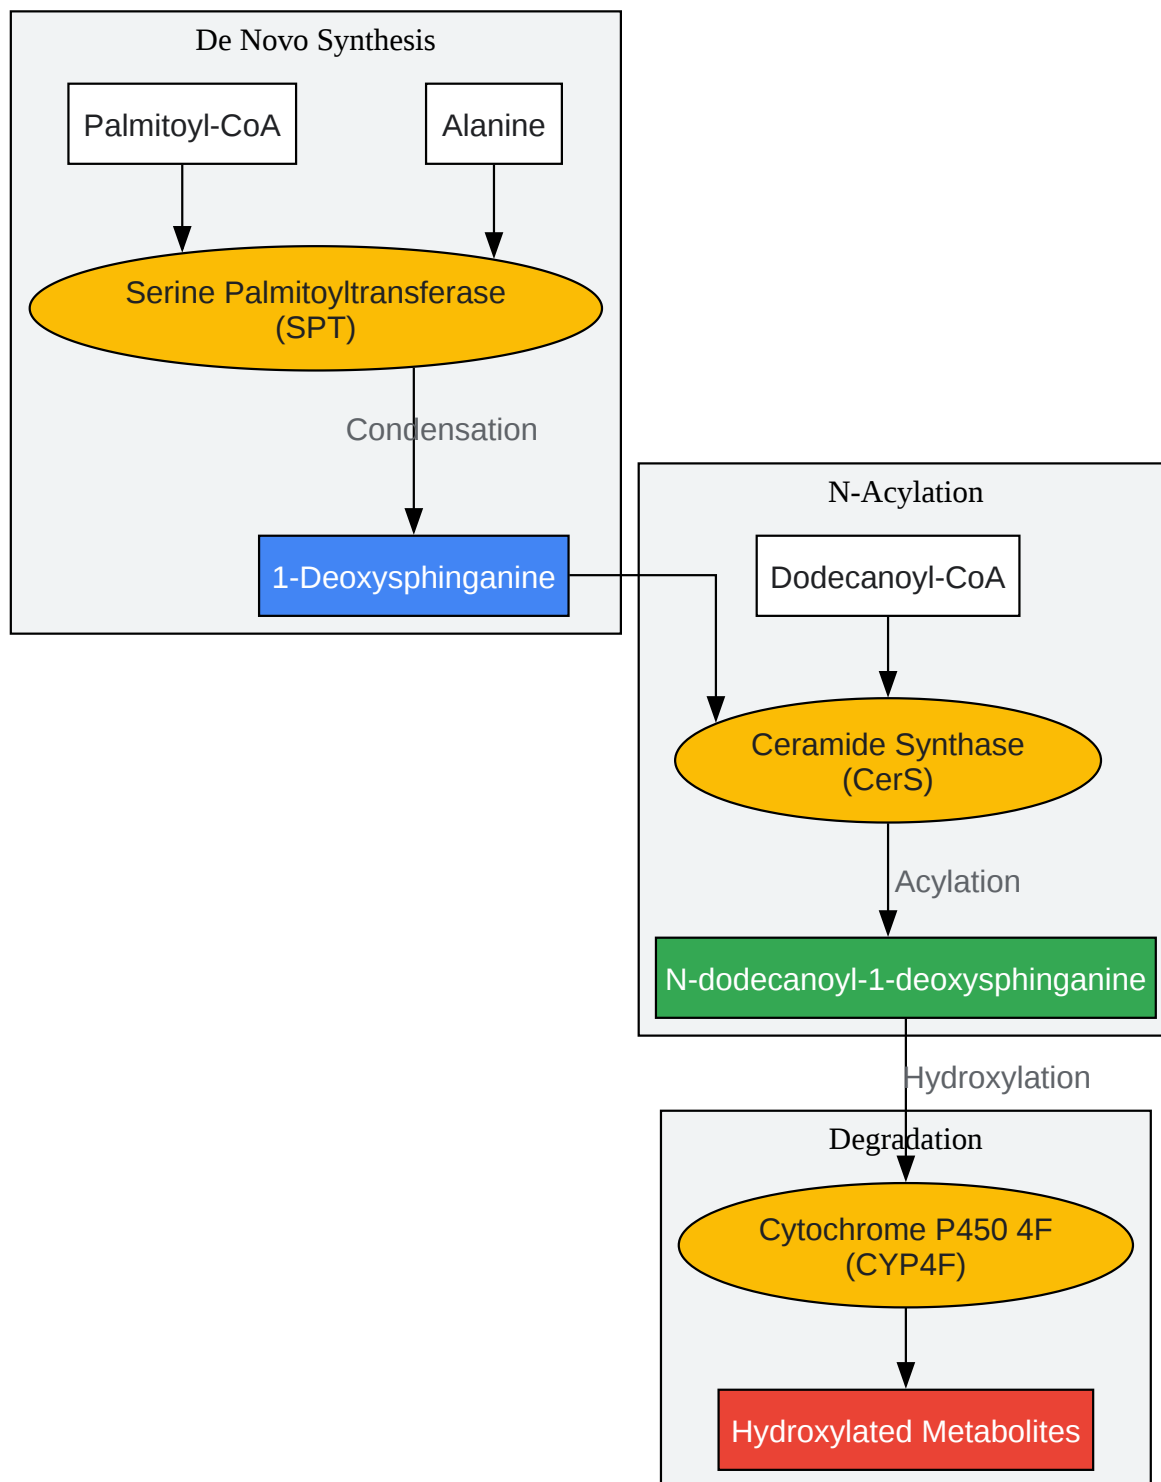 De Novo Synthesis
Palmitoyl-CoA
Alanine
Serine Palmitoyltransferase
(SPT)
Condensation
1-Deoxysphinganine
N-Acylation
Dodecanoyl-CoA
Ceramide Synthase
(CerS)
Acylation
N-dodecanoyl-1-deoxysphinganine
Hydroxylation
Degradation
Cytochrome P450 4F
(CYP4F)
Hydroxylated Metabolites